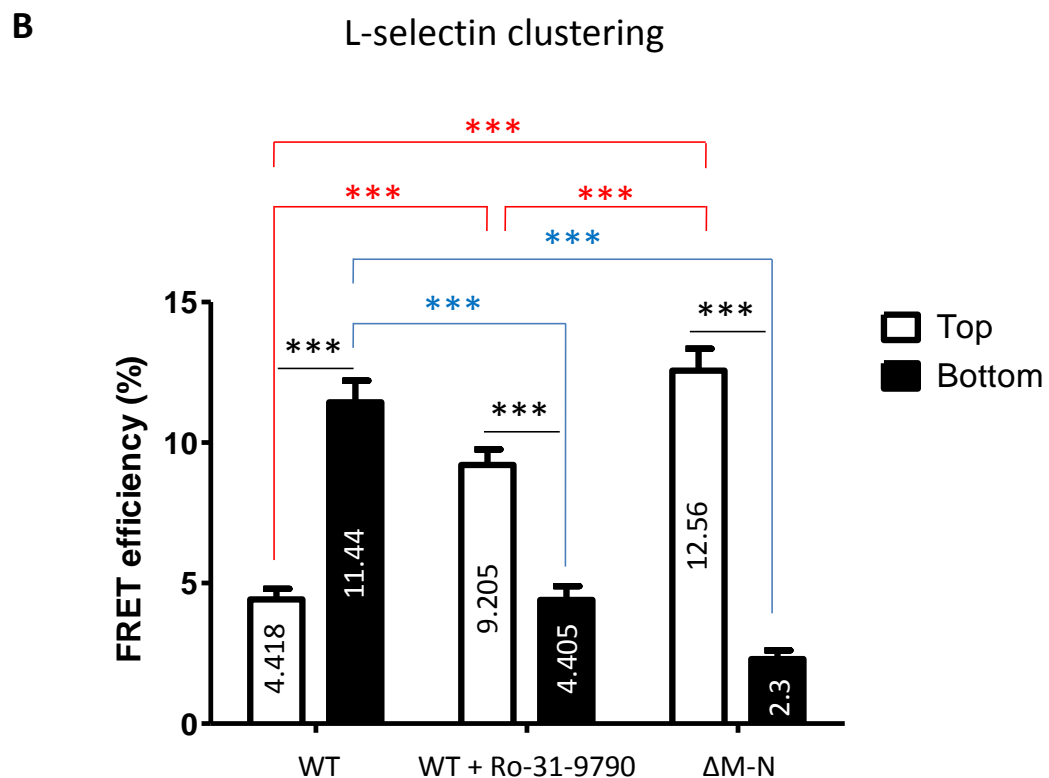 B
L-selectin clustering
***
*** ***
***
***
*** ***
***
15
10
5
0
FRET efficiency (%)
4.418
11.44
9.205
4.405
12.56
2.3
WT
WT + Ro-31-9790
ΔM-N
Top
Bottom